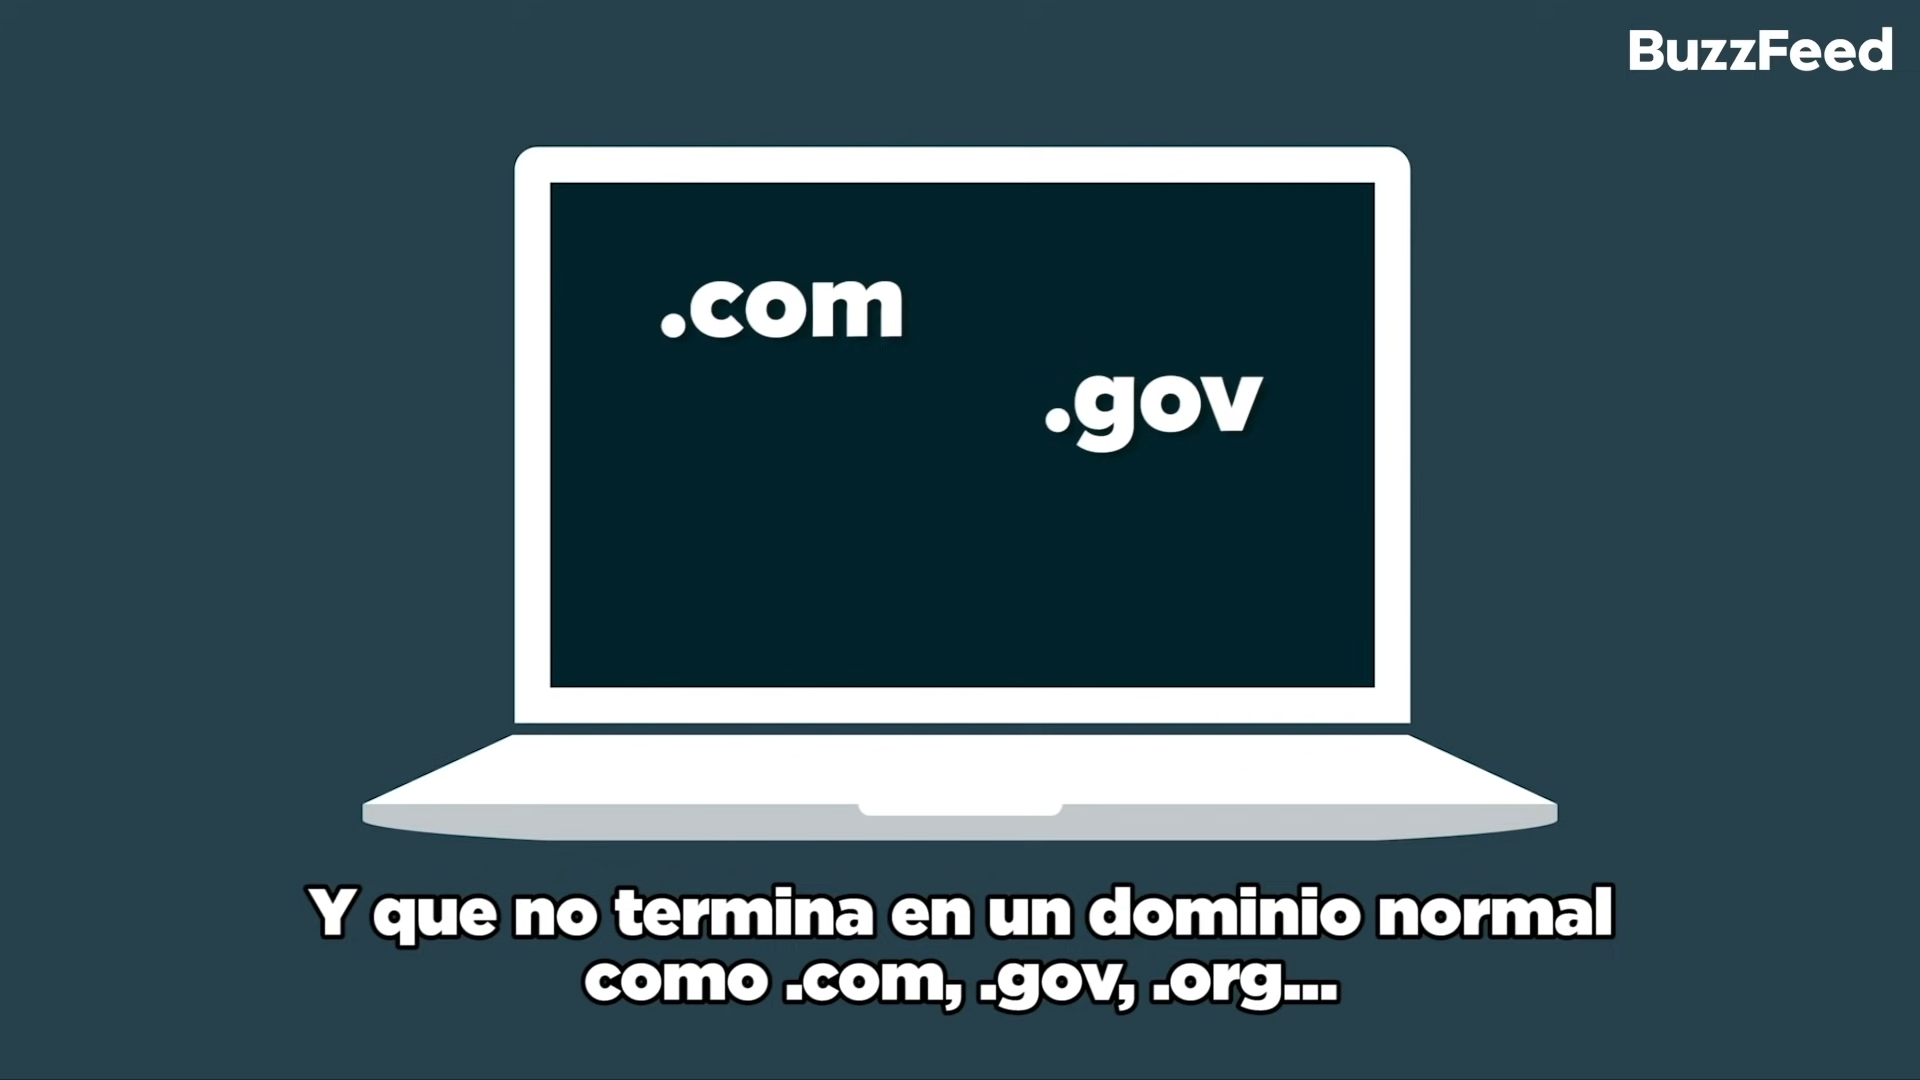 BuzzFeed
.com
.gov
Y que no termina en un dominio normal
como .com, .gov, .org...